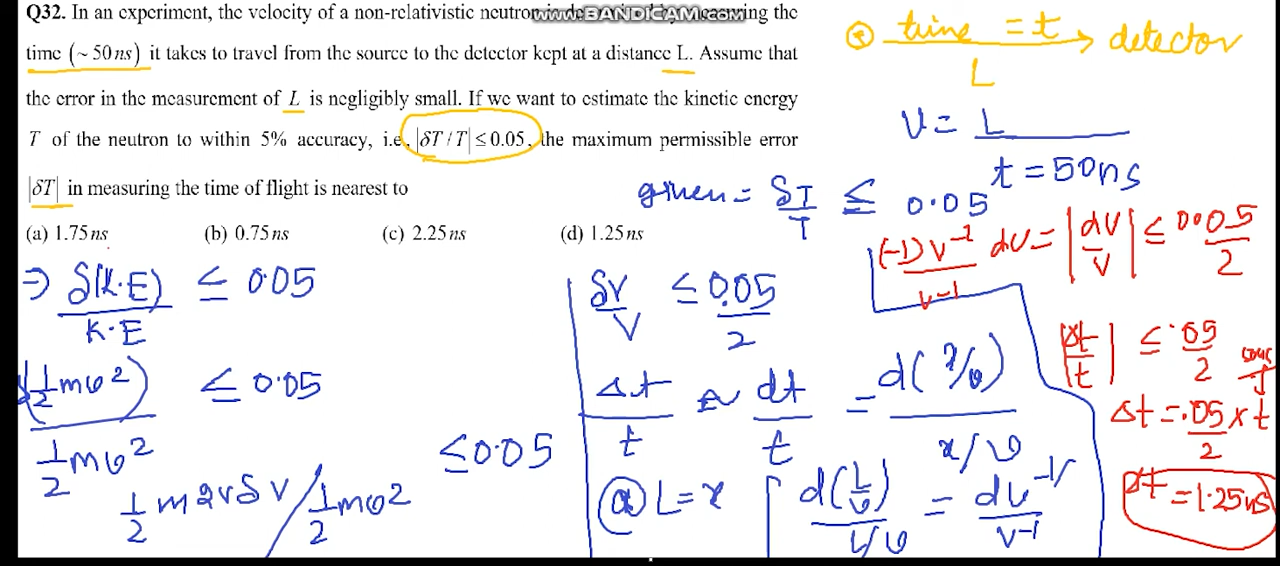 Q32. In an experiment, the velocity of a non-relativistic neutron is determined by measuring the
www.BANDICAM.com
time (~ 50 ns) it takes to travel from the source to the detector kept at a distance L. Assume that
the error in the measurement of L is negligibly small. If we want to estimate the kinetic energy
T of the neutron to within 5% accuracy, i.e. |δT / T| ≤ 0.05, the maximum permissible error
|δT| in measuring the time of flight is nearest to
(a) 1.75 ns (b) 0.75 ns (c) 2.25 ns (d) 1.25 ns
time = t → detector
L
v = L / t = 50ns
given = δT/T ≤ 0.05
⇒ δ(K.E)/K.E ≤ 0.05
(½mv²)/½mv² ≤ 0.05
½ m 2v δv / ½mv² ≤ 0.05
δv/v ≤ 0.05/2
Δt/t ≈ dt/t = d(x/v)/x/v
@ L = x
d(L/v)/L/v = dv⁻¹/v⁻¹
(-1)v⁻² dv/v⁻¹ = |dv/v| ≤ 0.05/2
|Δt/t| ≤ .05/2
Δt = .05/2 × t
Δt = 1.25ns